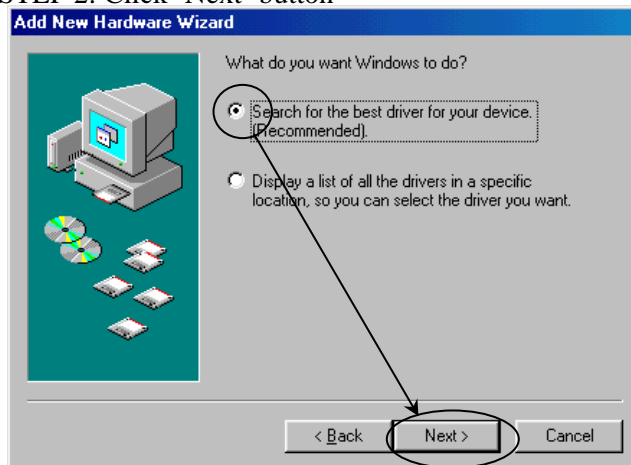 STEP 2: Click "Next" button
Add New Hardware Wizard
What do you want Windows to do?
Search for the best driver for your device.
(Recommended).
Display a list of all the drivers in a specific
location, so you can select the driver you want.
< Back
Next >
Cancel